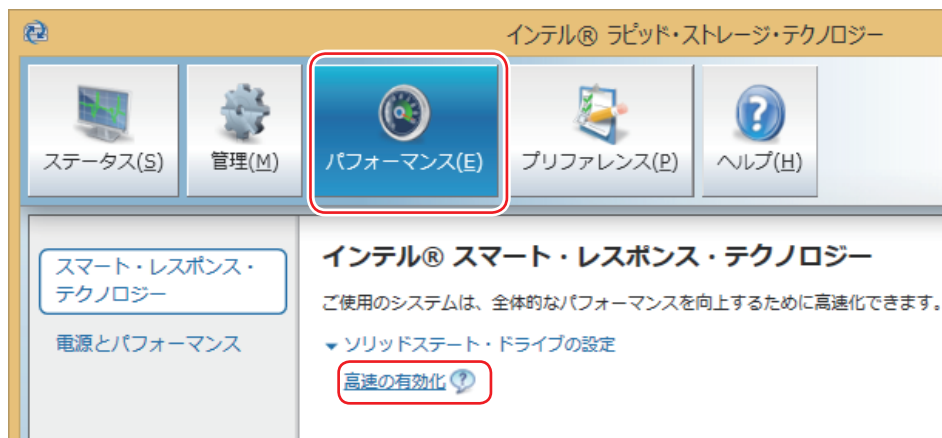 インテル® ラピッド・ストレージ・テクノロジー
ステータス(S)
管理(M)
パフォーマンス(E)
プリファレンス(P)
ヘルプ(H)
スマート・レスポンス・
テクノロジー
電源とパフォーマンス
インテル® スマート・レスポンス・テクノロジー
ご使用のシステムは、全体的なパフォーマンスを向上するために高速化できます。
ソリッドステート・ドライブの設定
高速の有効化